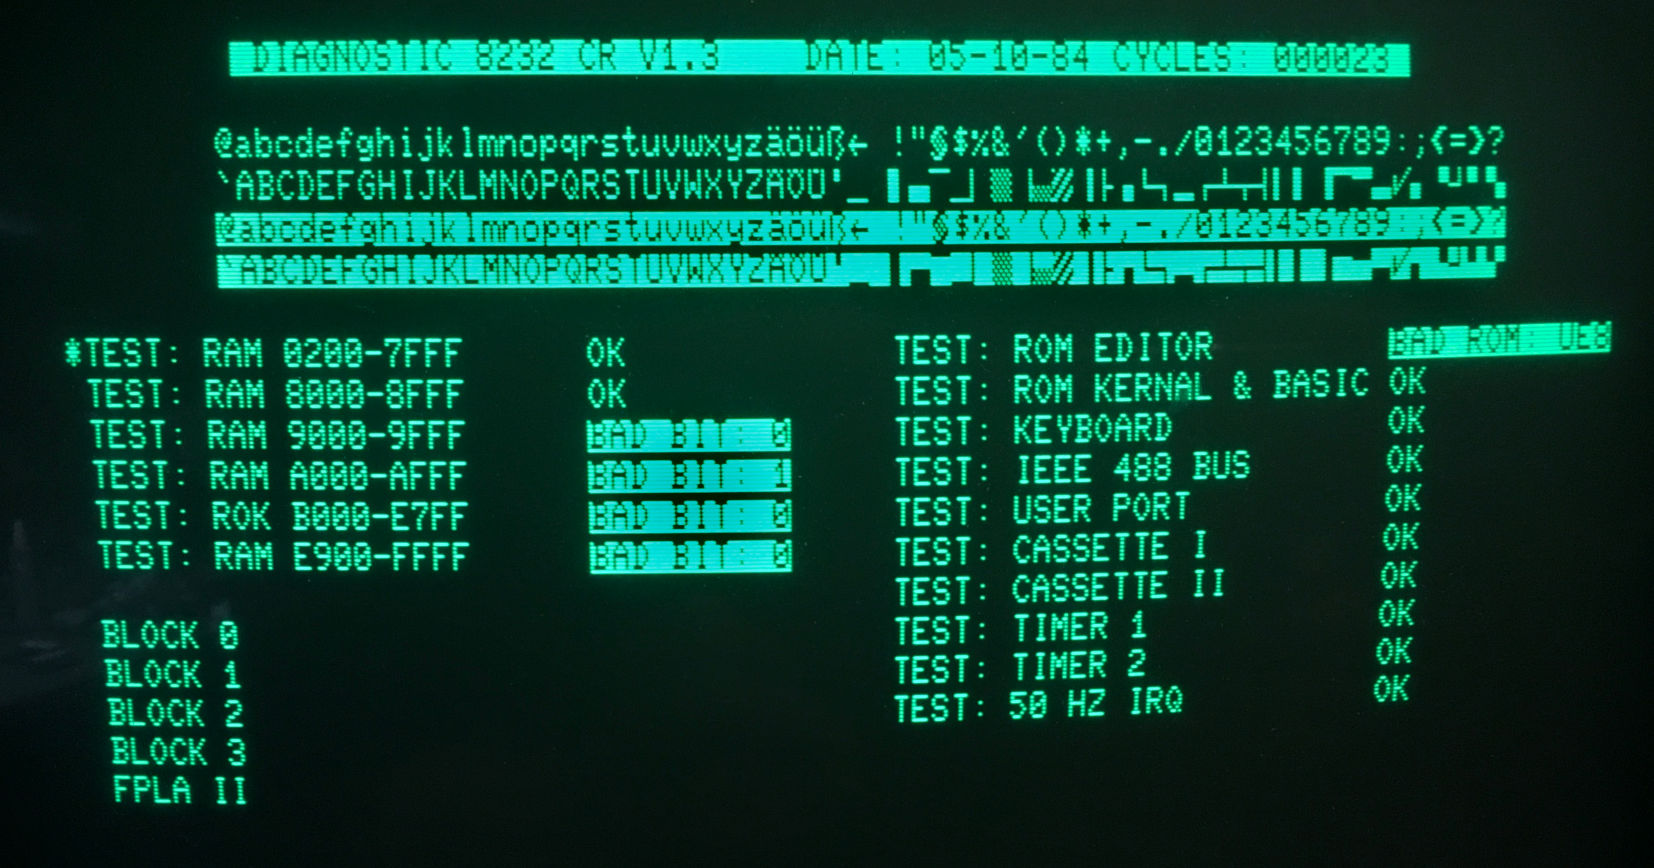 DIAGNOSTIC 8232 CR V1.3 DATE: 05-10-84 CYCLES: 000023
@abcdefghijklmnopqrstuvwxyzäöüß← !"§$%&´()*+,-./0123456789:;<=>?
`ABCDEFGHIJKLMNOPQRSTUVWXYZÄÖÜ'_
@abcdefghijklmnopqrstuvwxyzäöüß← !"§$%&´()*+,-./0123456789:;<=>?
ABCDEFGHIJKLMNOPQRSTUVWXYZÄÖÜ'
*TEST: RAM 0200-7FFF OK
TEST: RAM 8000-8FFF OK
TEST: RAM 9000-9FFF BAD BIT: 0
TEST: RAM A000-AFFF BAD BIT: 1
TEST: ROK B000-E7FF BAD BIT: 0
TEST: RAM E900-FFFF BAD BIT: 0
BLOCK 0
BLOCK 1
BLOCK 2
BLOCK 3
FPLA II
TEST: ROM EDITOR BAD ROM: UE8
TEST: ROM KERNAL & BASIC OK
TEST: KEYBOARD OK
TEST: IEEE 488 BUS OK
TEST: USER PORT OK
TEST: CASSETTE I OK
TEST: CASSETTE II OK
TEST: TIMER 1 OK
TEST: TIMER 2 OK
TEST: 50 HZ IRQ OK